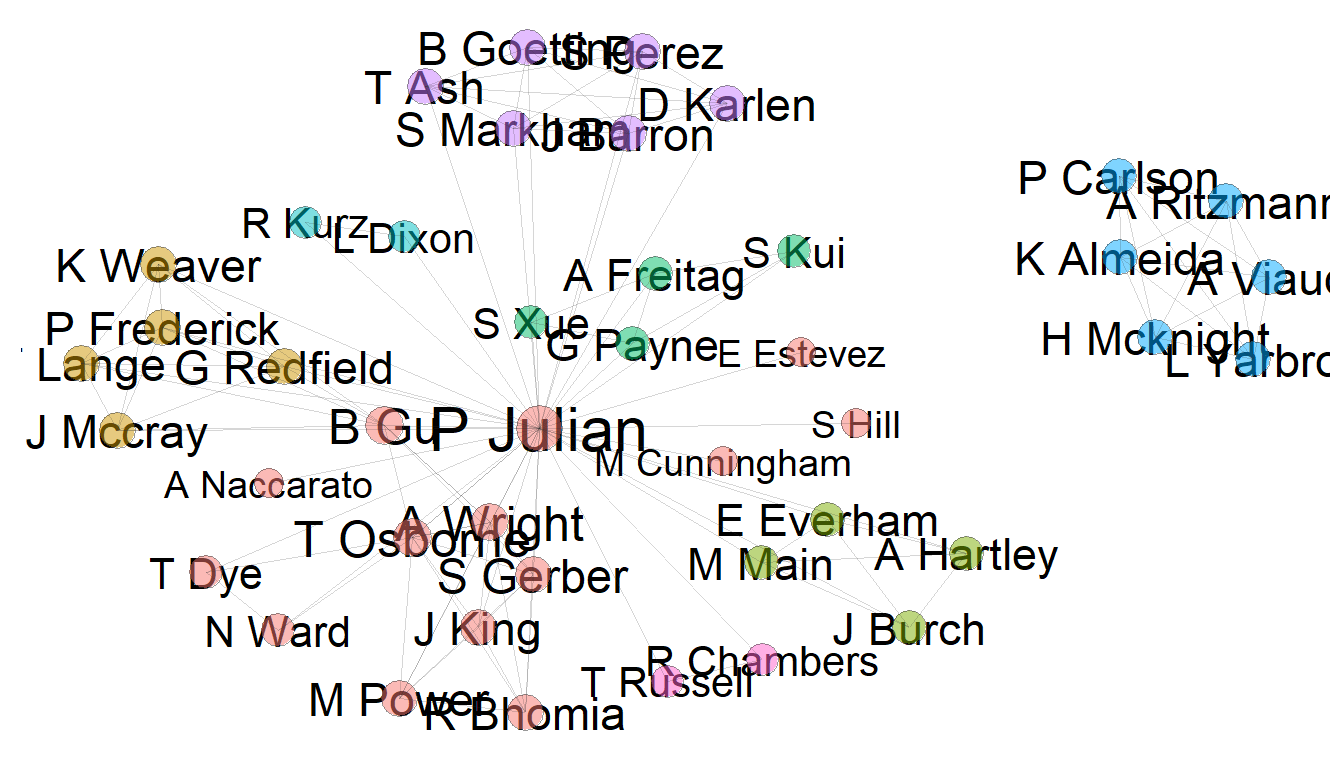 B Goetting
S Perez
T Ash
D Karlen
S Markham
J Barron
P Carlson
A Ritzmann
R Kurz
L Dixon
S Kui
K Weaver
A Freitag
K Almeida
A Viau
S Xue
P Frederick
G Payne
E Estevez
H Mcknight
L Yarbro
Lange
G Redfield
J Mccray
B Gu
P Julian
S Hill
M Cunningham
A Naccarato
A Wright
T Osborne
E Everham
A Hartley
M Main
T Dye
S Gerber
N Ward
J King
J Burch
R Chambers
T Russell
M Power
R Bhomia